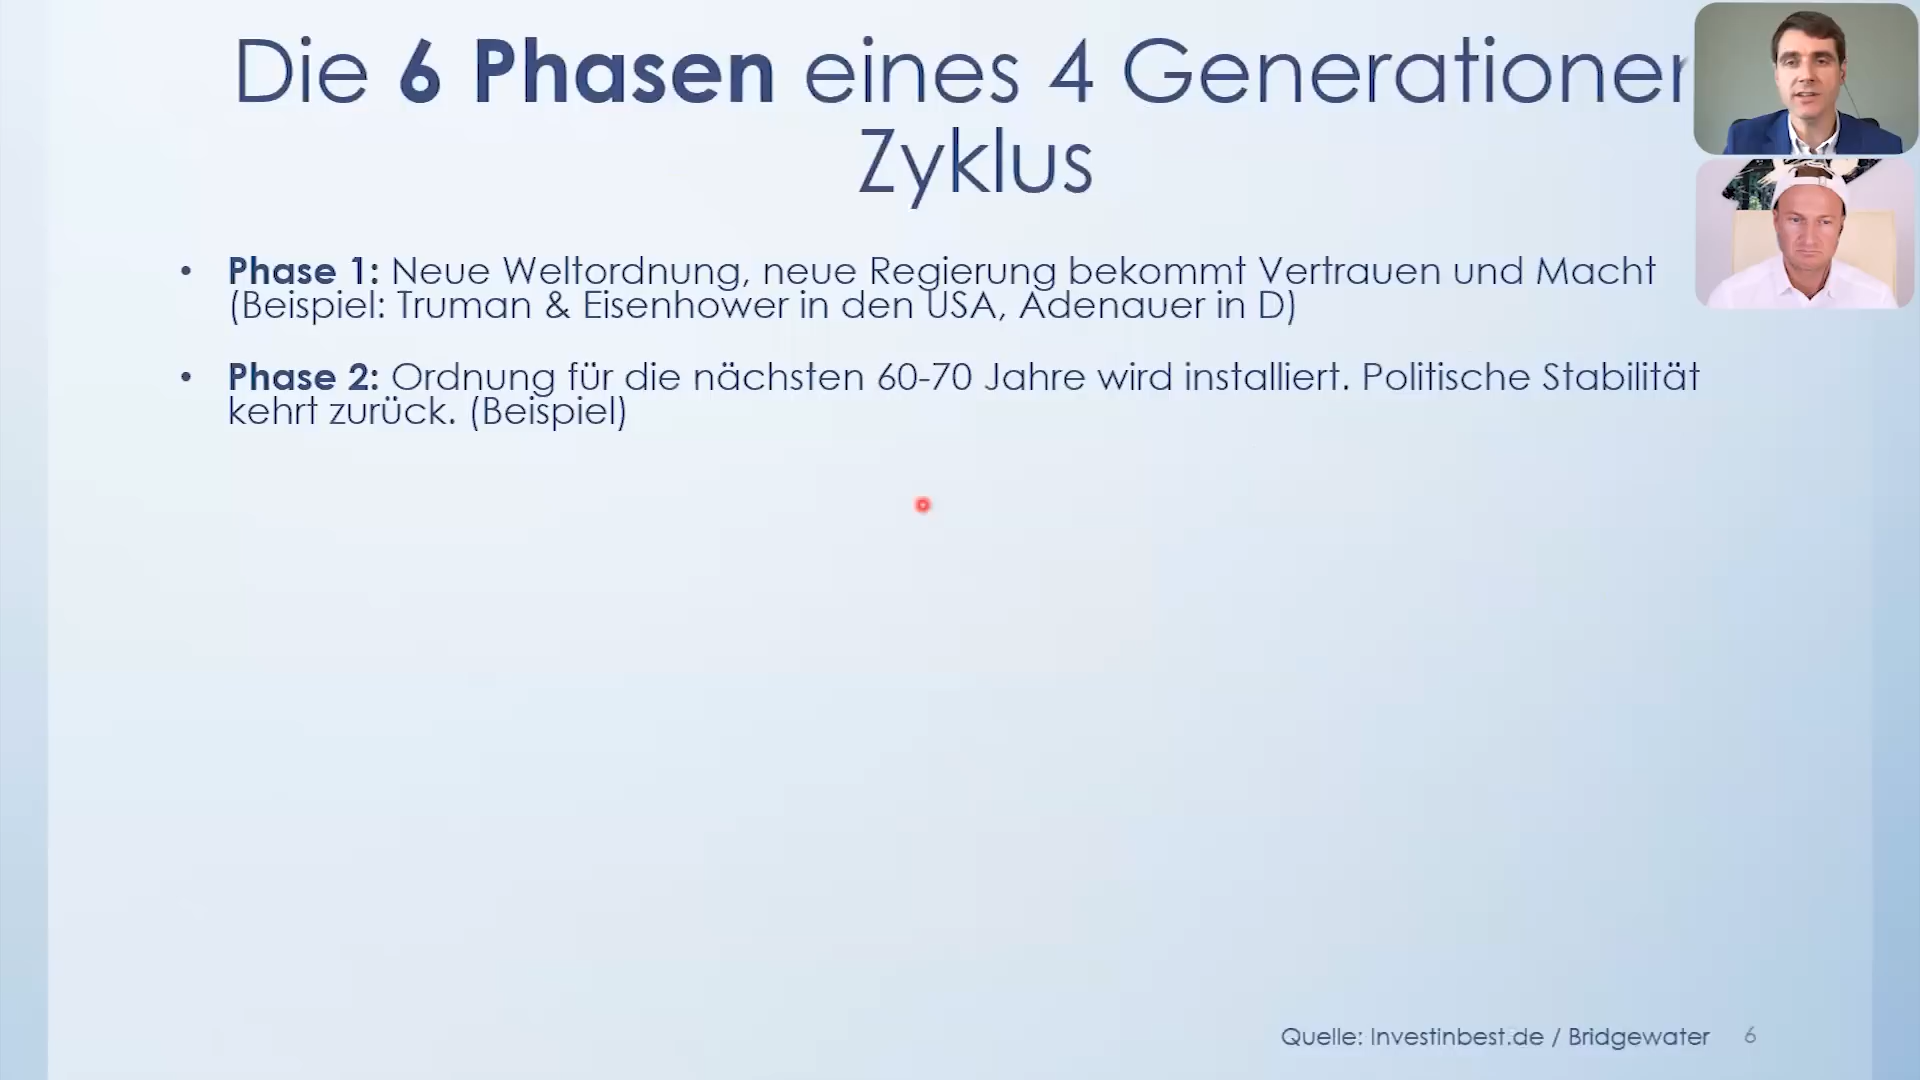 Die 6 Phasen eines 4 Generationen
Zyklus
• Phase 1: Neue Weltordnung, neue Regierung bekommt Vertrauen und Macht
(Beispiel: Truman & Eisenhower in den USA, Adenauer in D)
• Phase 2: Ordnung für die nächsten 60-70 Jahre wird installiert. Politische Stabilität
kehrt zurück. (Beispiel)
Quelle: Investinbest.de / Bridgewater 6